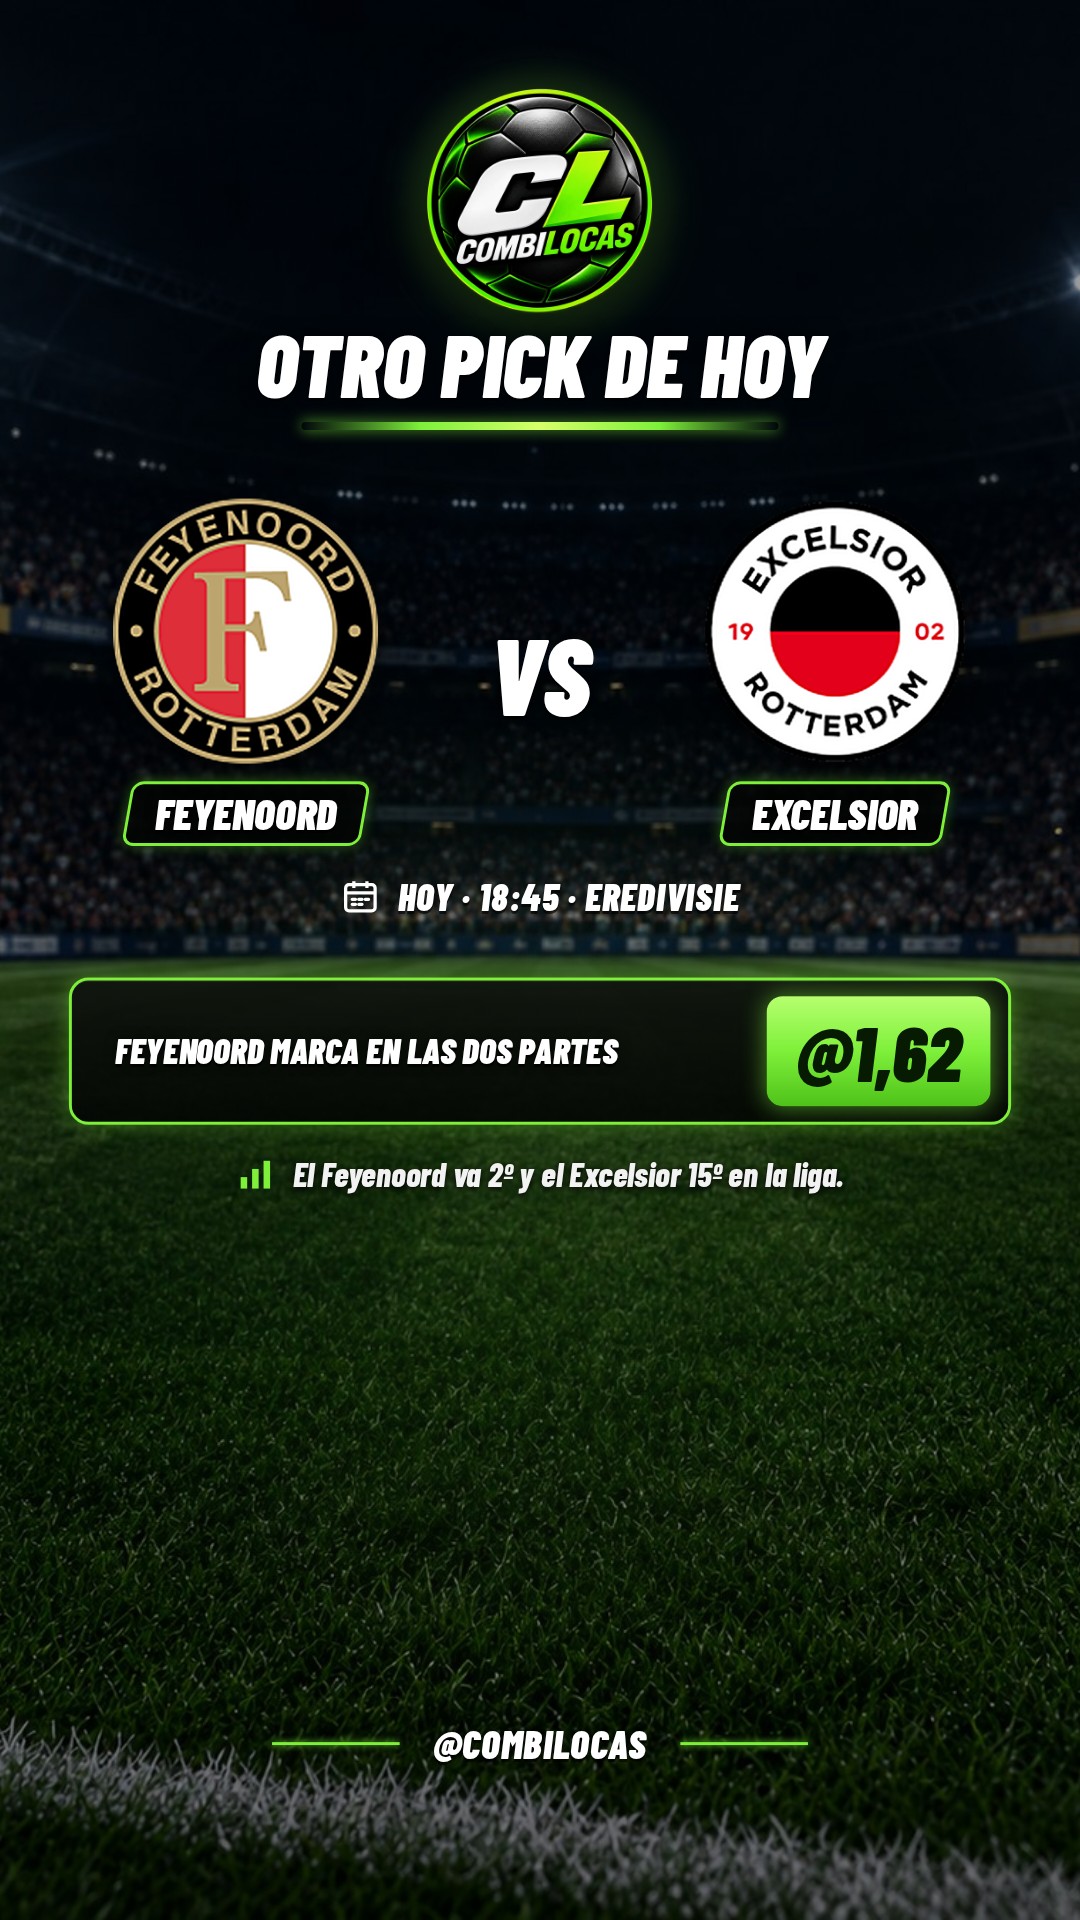 CL
COMBILOCAS
OTRO PICK DE HOY
FEYENOORD
F
ROTTERDAM
VS
EXCELSIOR
19 02
ROTTERDAM
FEYENOORD
EXCELSIOR
HOY · 18:45 · EREDIVISIE
FEYENOORD MARCA EN LAS DOS PARTES
@1,62
El Feyenoord va 2º y el Excelsior 15º en la liga.
@COMBILOCAS